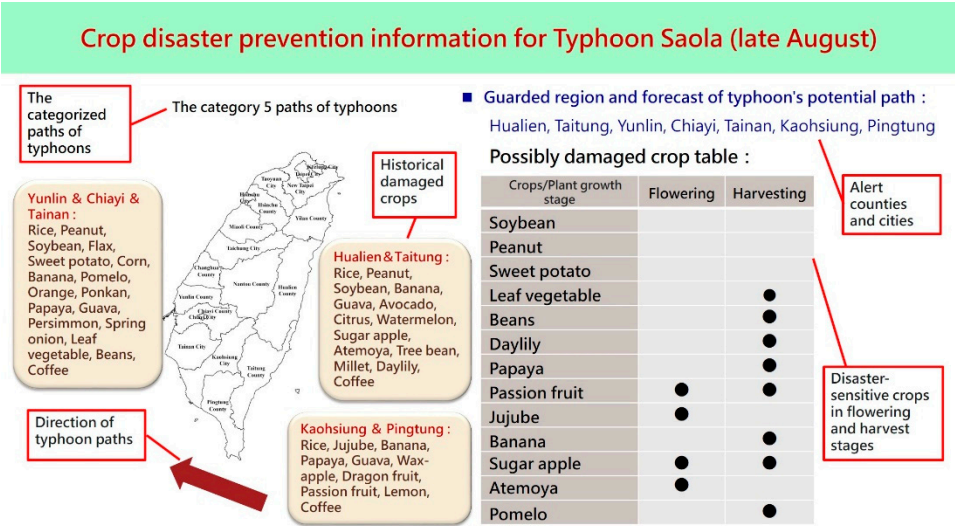 Crop disaster prevention information for Typhoon Saola (late August)
The
categorized
paths of
typhoons
The category 5 paths of typhoons
Yunlin & Chiayi &
Tainan :
Rice, Peanut,
Soybean, Flax,
Sweet potato, Corn,
Banana, Pomelo,
Orange, Ponkan,
Papaya, Guava,
Persimmon, Spring
onion, Leaf
vegetable, Beans,
Coffee
Direction of
typhoon paths
Taoyuan
City
New Taipei
City
Hsinchu
County
Yilan County
Miaoli County
Taichung City
Changhua
County
Nantou County
Hualien
County
Yunlin County
Chiayi County
Tainan City
Kaohsiung
City
Taitung
County
Pingtung
County
Historical
damaged
crops
Hualien & Taitung :
Rice, Peanut,
Soybean, Banana,
Guava, Avocado,
Citrus, Watermelon,
Sugar apple,
Atemoya, Tree bean,
Millet, Daylily,
Coffee
Kaohsiung & Pingtung :
Rice, Jujube, Banana,
Papaya, Guava, Wax-
apple, Dragon fruit,
Passion fruit, Lemon,
Coffee
■ Guarded region and forecast of typhoon's potential path :
Hualien, Taitung, Yunlin, Chiayi, Tainan, Kaohsiung, Pingtung
Possibly damaged crop table :
Crops/Plant growth
stage
Flowering
Harvesting
Soybean
Peanut
Sweet potato
Leaf vegetable ●
Beans ●
Daylily ●
Papaya ●
Passion fruit ● ●
Jujube ●
Banana ●
Sugar apple ● ●
Atemoya ●
Pomelo ●
Alert
counties
and cities
Disaster-
sensitive crops
in flowering
and harvest
stages